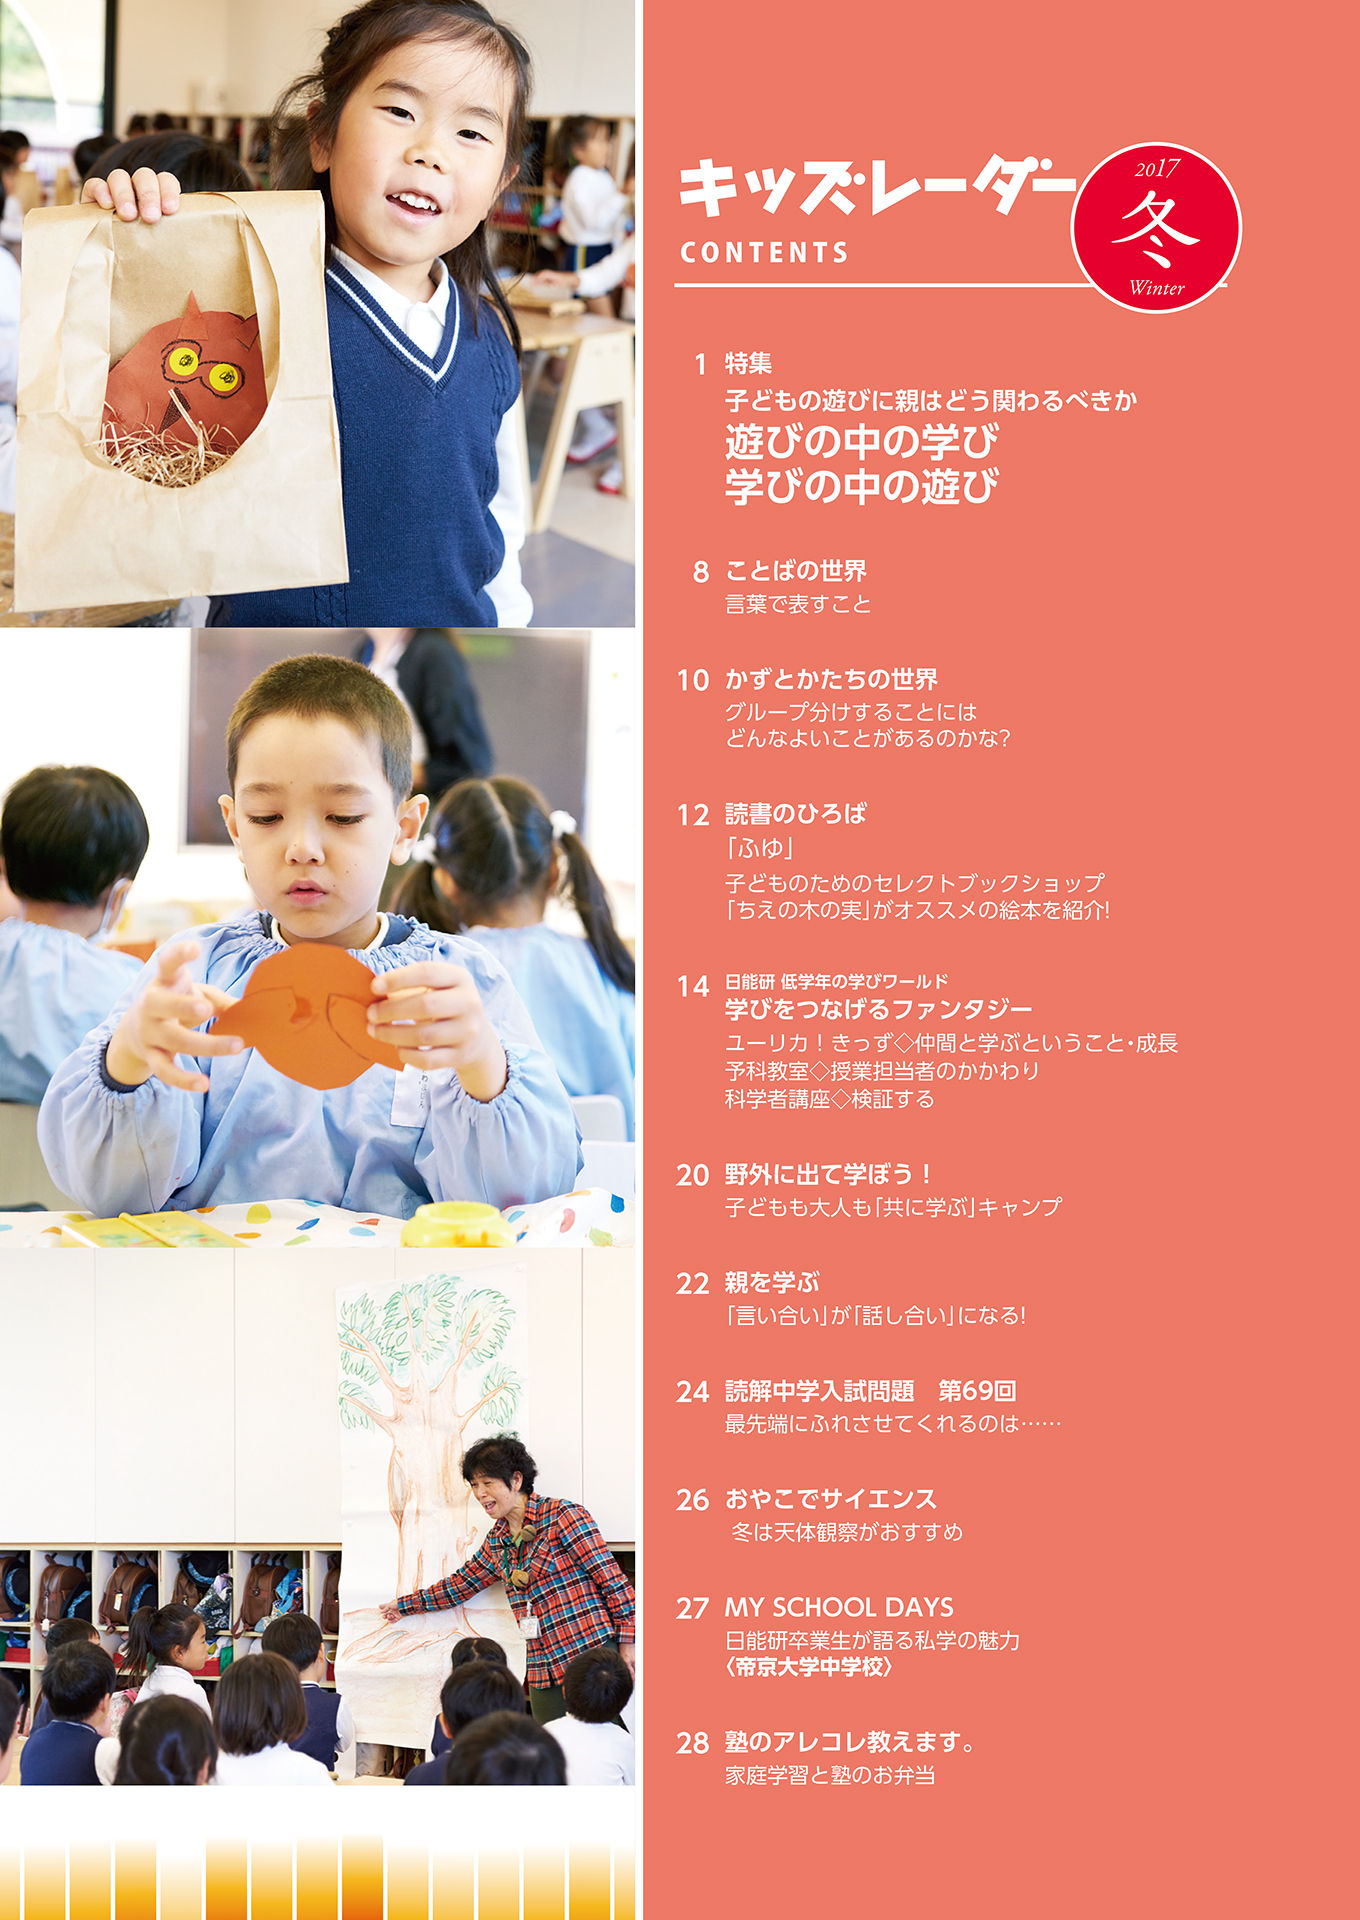 キッズレーダー
CONTENTS
2017
冬
Winter
1 特集
子どもの遊びに親はどう関わるべきか
遊びの中の学び
学びの中の遊び
8 ことばの世界
言葉で表すこと
10 かずとかたちの世界
グループ分けすることには
どんなよいことがあるのかな?
12 読書のひろば
「ふゆ」
子どものためのセレクトブックショップ
「ちえの木の実」がオススメの絵本を紹介!
14 日能研 低学年の学びワールド
学びをつなげるファンタジー
ユーリカ！きっず◇仲間と学ぶということ・成長
予科教室◇授業担当者のかかわり
科学者講座◇検証する
20 野外に出て学ぼう！
子どもも大人も「共に学ぶ」キャンプ
22 親を学ぶ
「言い合い」が「話し合い」になる!
24 読解中学入試問題　第69回
最先端にふれさせてくれるのは……
26 おやこでサイエンス
冬は天体観察がおすすめ
27 MY SCHOOL DAYS
日能研卒業生が語る私学の魅力
〈帝京大学中学校〉
28 塾のアレコレ教えます。
家庭学習と塾のお弁当